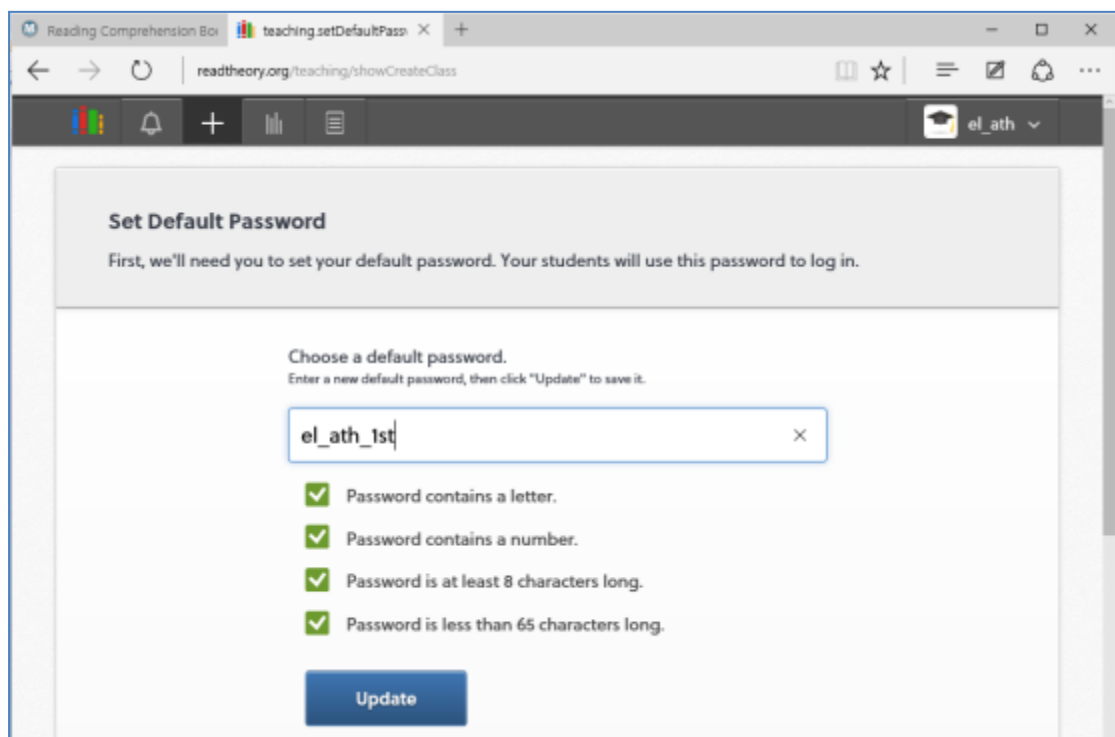 Reading Comprehension Bo
teaching.setDefaultPass
readtheory.org/teaching/showCreateClass
el_ath
Set Default Password
First, we'll need you to set your default password. Your students will use this password to log in.
Choose a default password.
Enter a new default password, then click "Update" to save it.
el_ath_1st
Password contains a letter.
Password contains a number.
Password is at least 8 characters long.
Password is less than 65 characters long.
Update